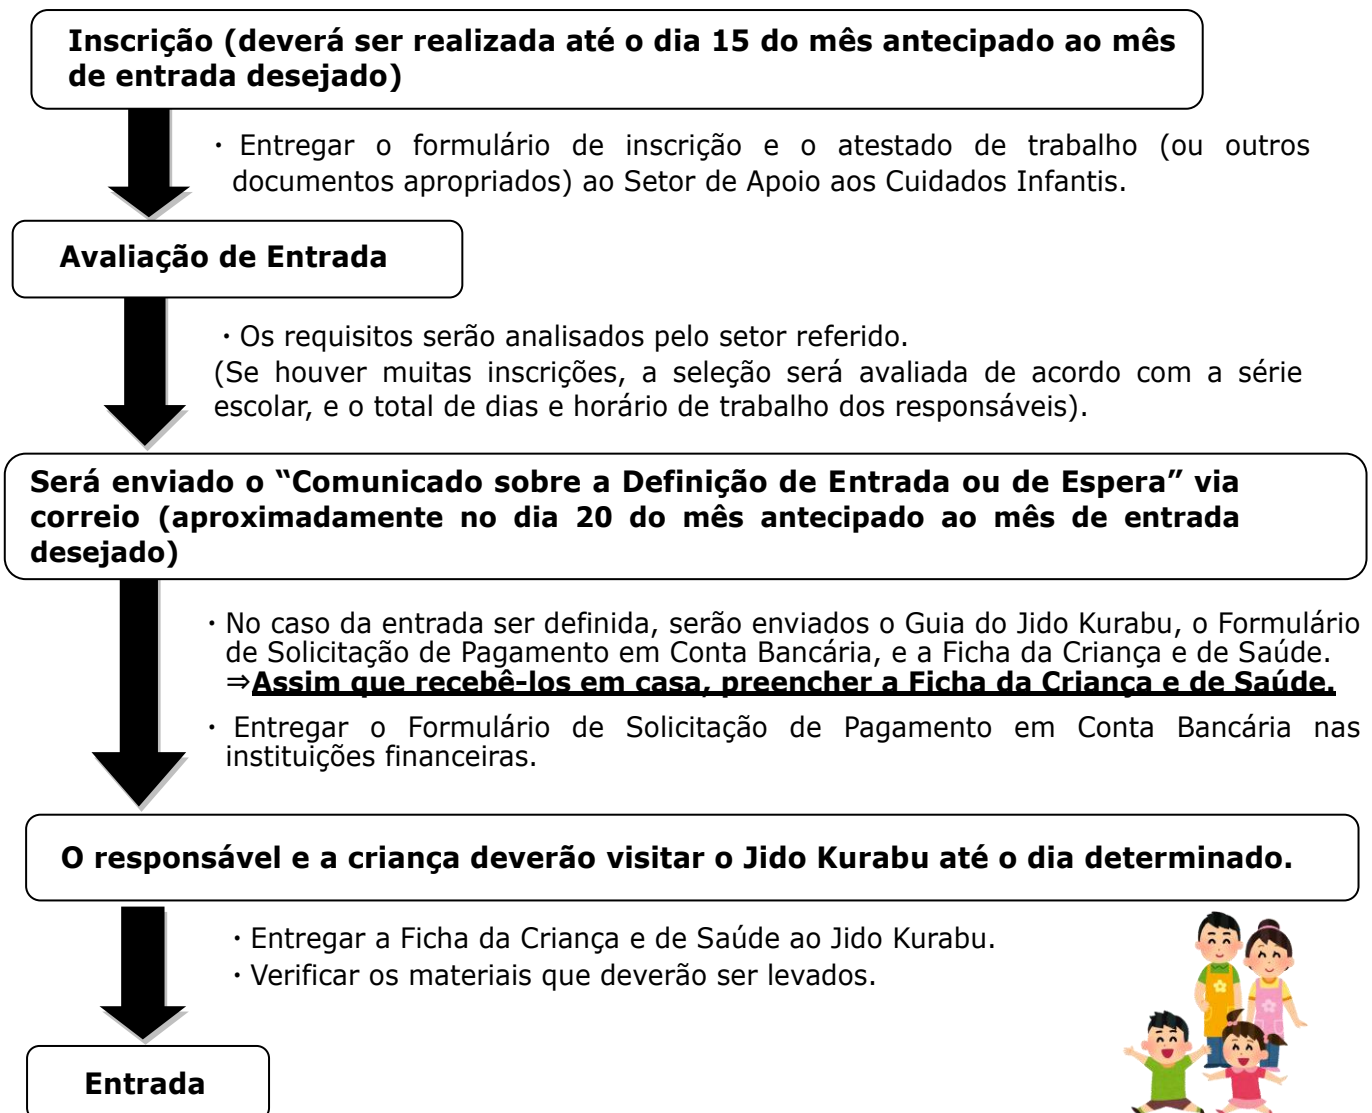 Inscrição (deverá ser realizada até o dia 15 do mês antecipado ao mês
de entrada desejado)
・Entregar o formulário de inscrição e o atestado de trabalho (ou outros
documentos apropriados) ao Setor de Apoio aos Cuidados Infantis.
Avaliação de Entrada
・Os requisitos serão analisados pelo setor referido.
(Se houver muitas inscrições, a seleção será avaliada de acordo com a série
escolar, e o total de dias e horário de trabalho dos responsáveis).
Será enviado o “Comunicado sobre a Definição de Entrada ou de Espera” via
correio (aproximadamente no dia 20 do mês antecipado ao mês de entrada
desejado)
・No caso da entrada ser definida, serão enviados o Guia do Jido Kurabu, o Formulário
de Solicitação de Pagamento em Conta Bancária, e a Ficha da Criança e de Saúde.
⇒Assim que recebê-los em casa, preencher a Ficha da Criança e de Saúde.
・Entregar o Formulário de Solicitação de Pagamento em Conta Bancária nas
instituições financeiras.
O responsável e a criança deverão visitar o Jido Kurabu até o dia determinado.
・Entregar a Ficha da Criança e de Saúde ao Jido Kurabu.
・Verificar os materiais que deverão ser levados.
Entrada